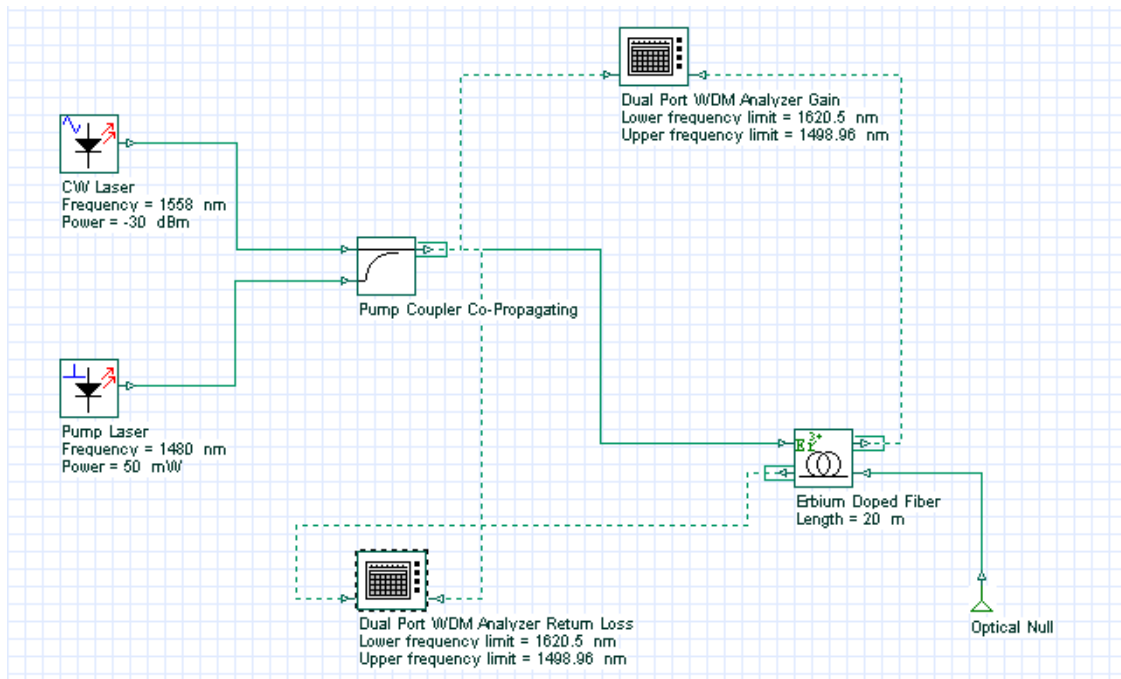 Dual Port WDM Analyzer Gain
Lower frequency limit = 1620.5 nm
Upper frequency limit = 1498.96 nm
CW Laser
Frequency = 1558 nm
Power = -30 dBm
Pump Coupler Co-Propagating
Pump Laser
Frequency = 1480 nm
Power = 50 mW
Erbium Doped Fiber
Length = 20 m
Dual Port WDM Analyzer Return Loss
Lower frequency limit = 1620.5 nm
Upper frequency limit = 1498.96 nm
Optical Null